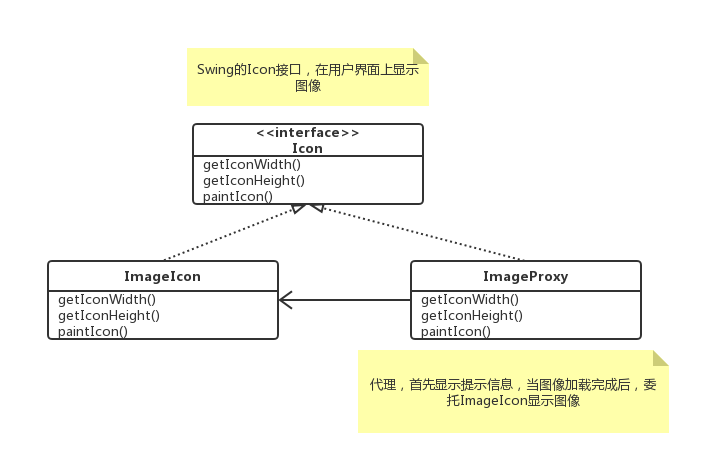 Swing的Icon接口，在用户界面上显示
图像
<<interface>>
Icon
getIconWidth()
getIconHeight()
paintIcon()
ImageIcon
getIconWidth()
getIconHeight()
paintIcon()
ImageProxy
getIconWidth()
getIconHeight()
paintIcon()
代理，首先显示提示信息，当图像加载完成后，委
托ImageIcon显示图像